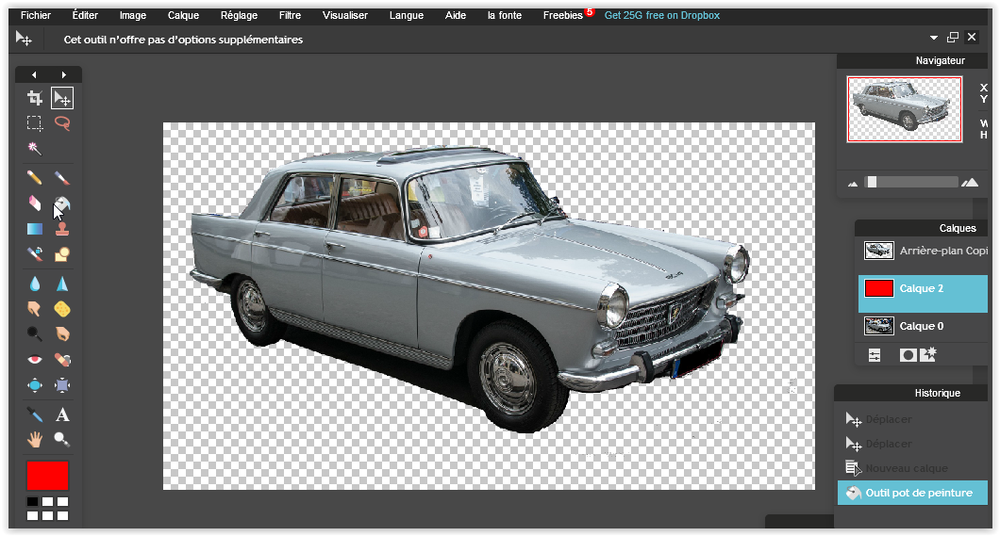 Fichier Éditer Image Calque Réglage Filtre Visualiser Langue Aide la fonte Freebies 5 Get 25G free on Dropbox
Cet outil n'offre pas d'options supplémentaires
Navigateur
X
Y
W
H
Calques
Arrière-plan Copi
Calque 2
Calque 0
Historique
Déplacer
Déplacer
Nouveau calque
Outil pot de peinture
A